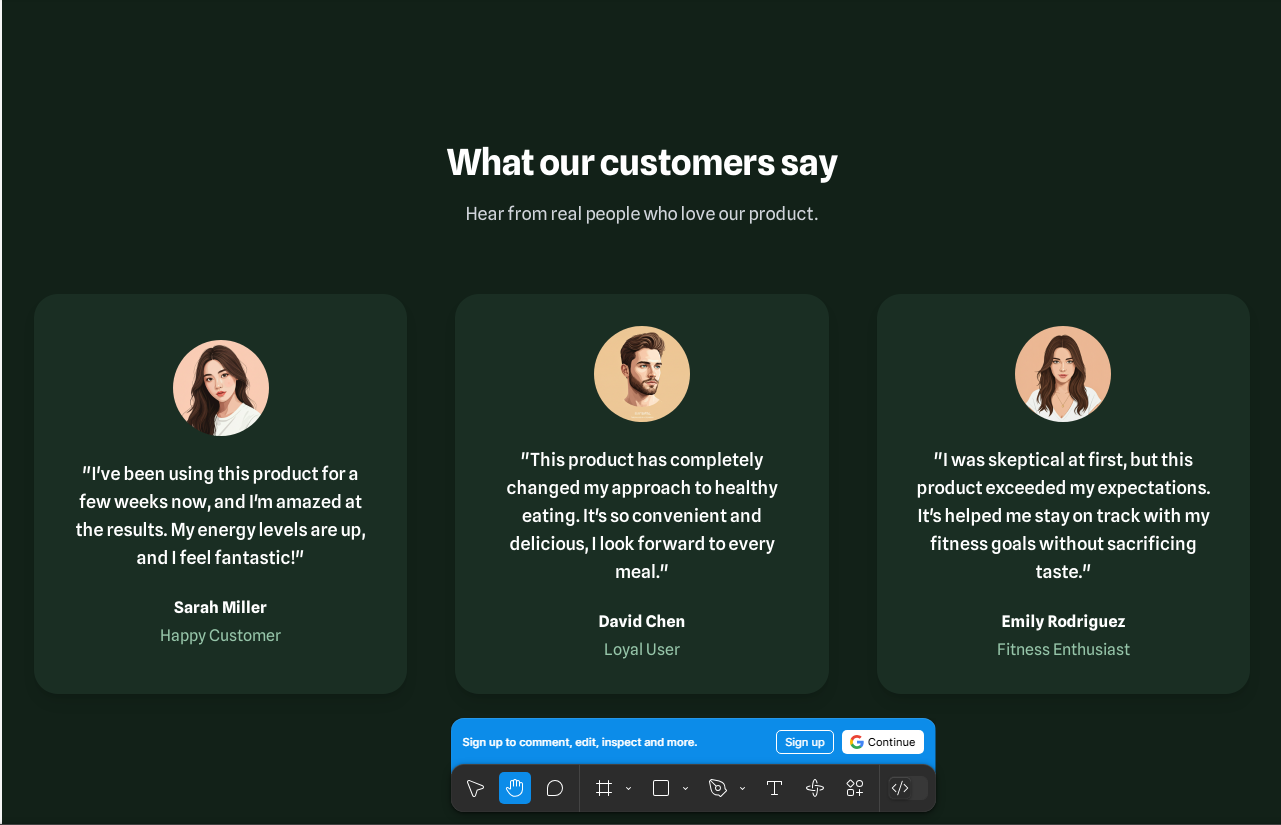 What our customers say
Hear from real people who love our product.
"I've been using this product for a
few weeks now, and I'm amazed at
the results. My energy levels are up,
and I feel fantastic!"
Sarah Miller
Happy Customer
"This product has completely
changed my approach to healthy
eating. It's so convenient and
delicious, I look forward to every
meal."
David Chen
Loyal User
"I was skeptical at first, but this
product exceeded my expectations.
It's helped me stay on track with my
fitness goals without sacrificing
taste."
Emily Rodriguez
Fitness Enthusiast
Sign up to comment, edit, inspect and more.
Sign up
Continue